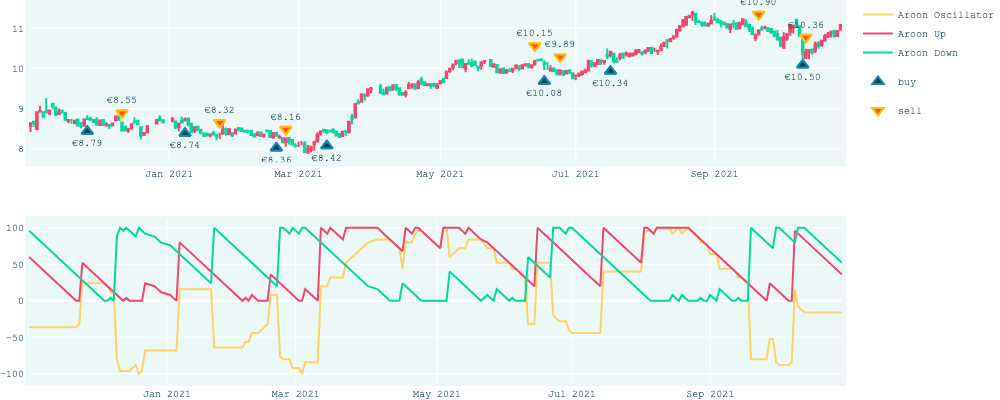 €10.90
Aroon Oscillator
€10.36
11
€10.15
Aroon Up
€9.89
Aroon Down
10
buy
€10.50
€10.34
€10.08
9
€8.55
sell
€8.32
€8.16
€8.79
€8.74
8
€8.36
€8.42
Jan 2021
Mar 2021
May 2021
Jul 2021
Sep 2021
100
50
0
−50
−100
Jan 2021
Mar 2021
May 2021
Jul 2021
Sep 2021